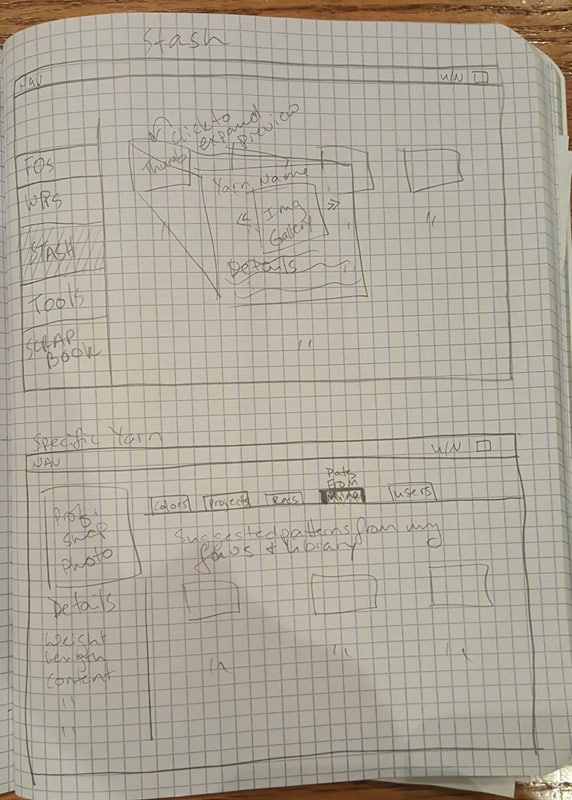 Stash
NAV
U/N
click to
expand
preview
FOs
Thumb
WIPs
Yarn Name
<<
Img
>>
Gallery
STASH
Details
Tools
SCRAP
BOOK
Specific Yarn
NAV
U/N
Pats
From
Colors
Projects
Recs
Mine
Users
Prof.
Swap
Photo
Suggested patterns from my
favs & library
Details
Weight
Length
Content